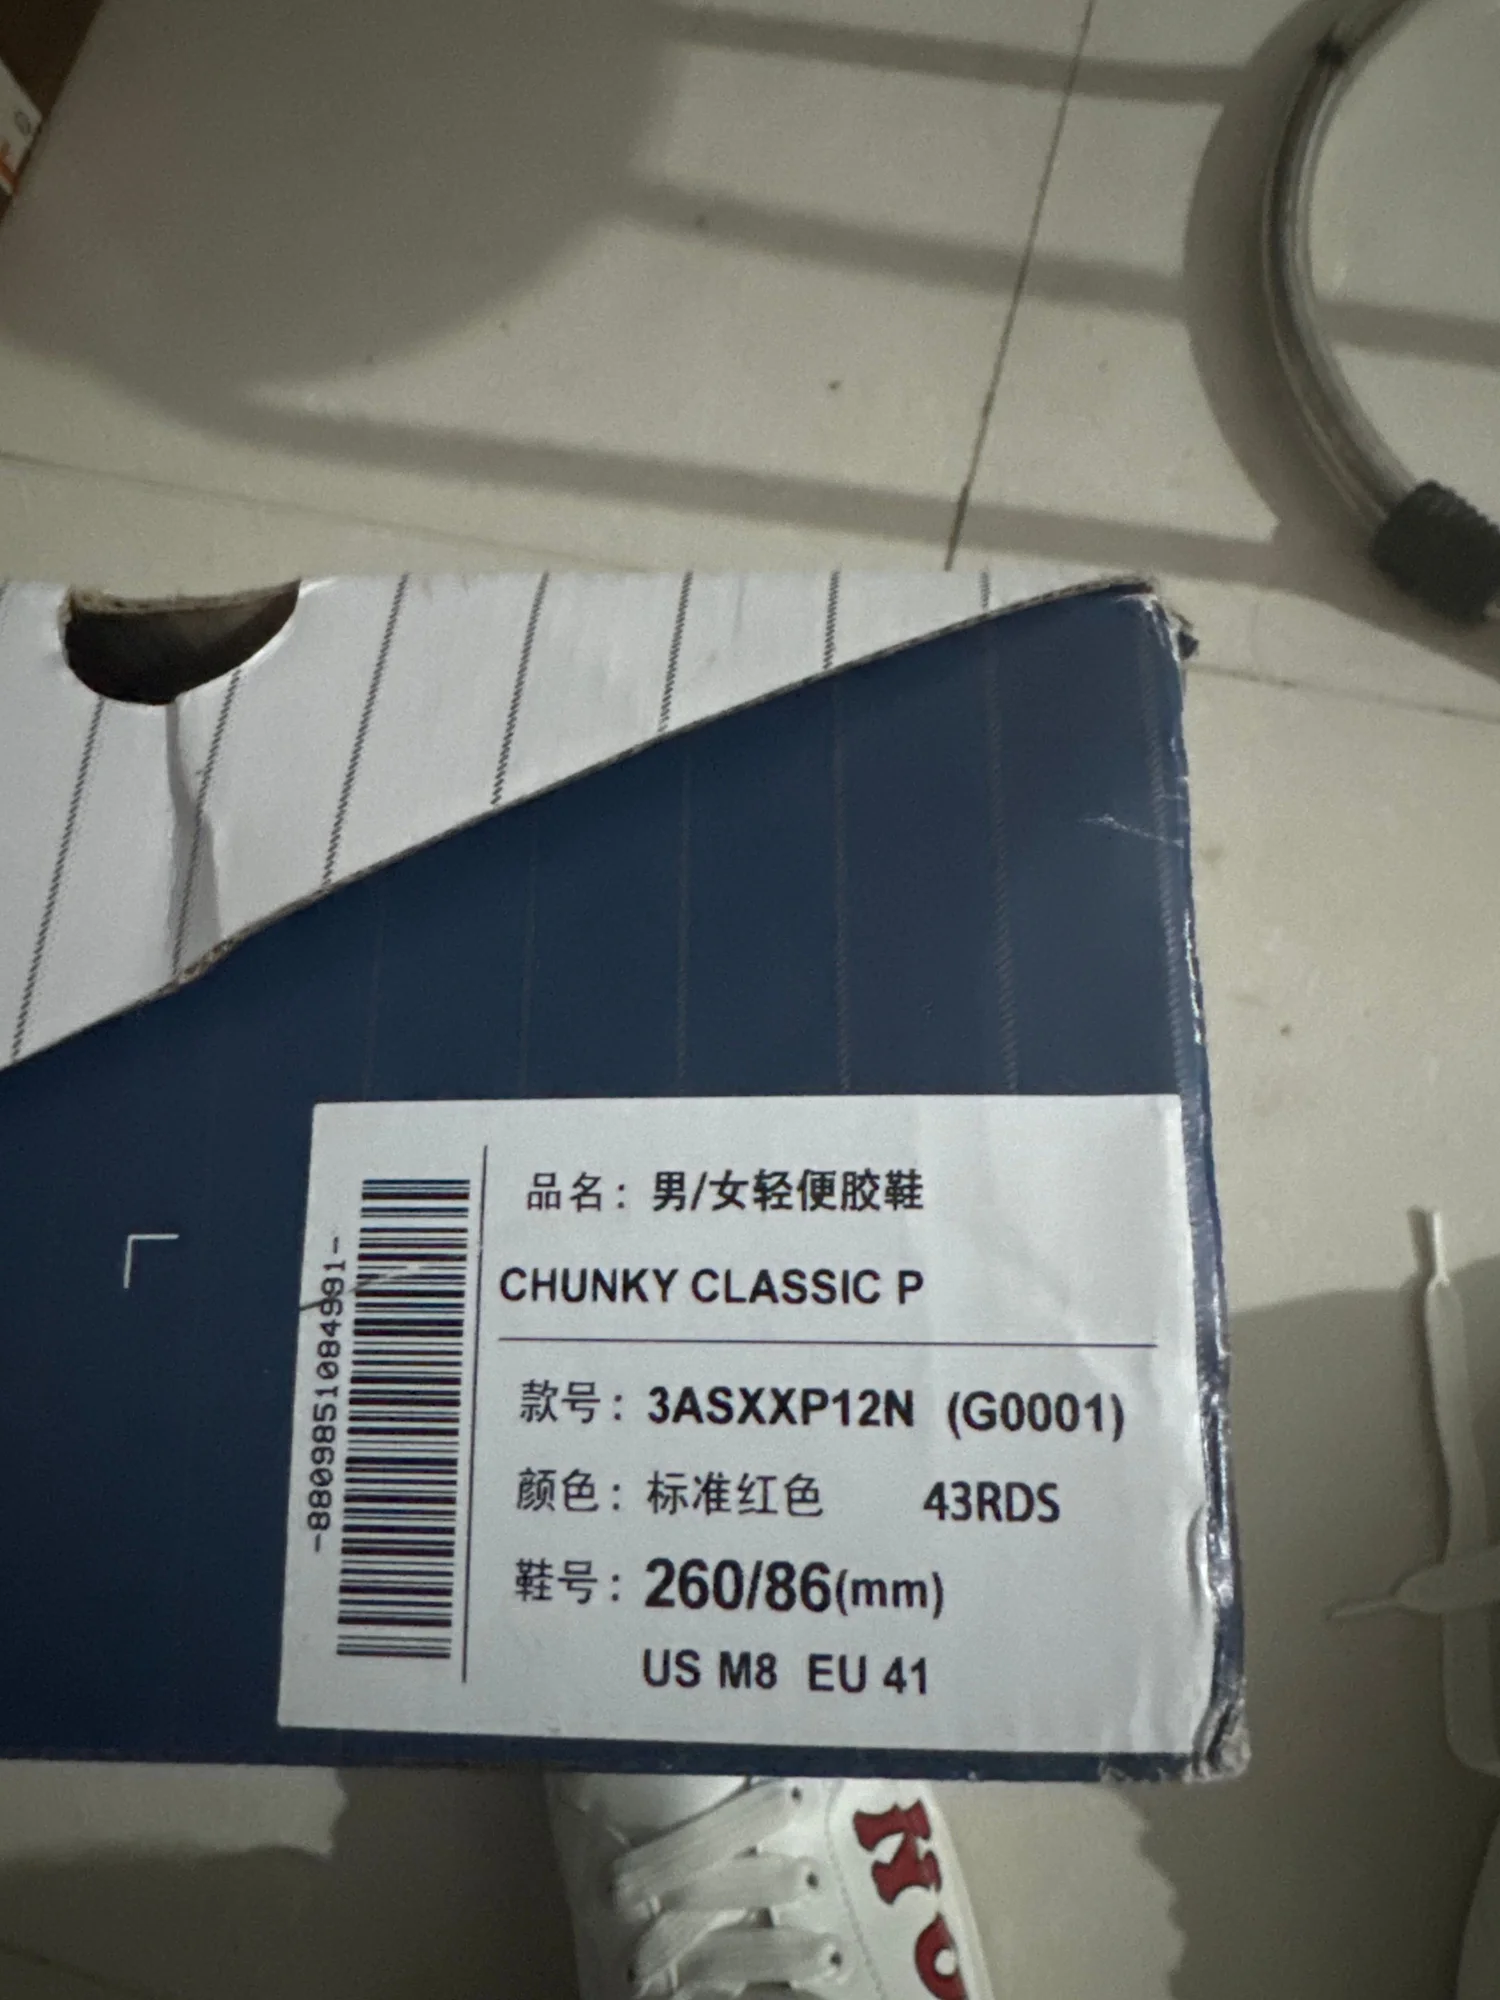 品名：男/女轻便胶鞋
CHUNKY CLASSIC P
款号：3ASXXP12N (G0001)
颜色：标准红色 43RDS
鞋号：260/86(mm)
US M8 EU 41
-8809851084991-